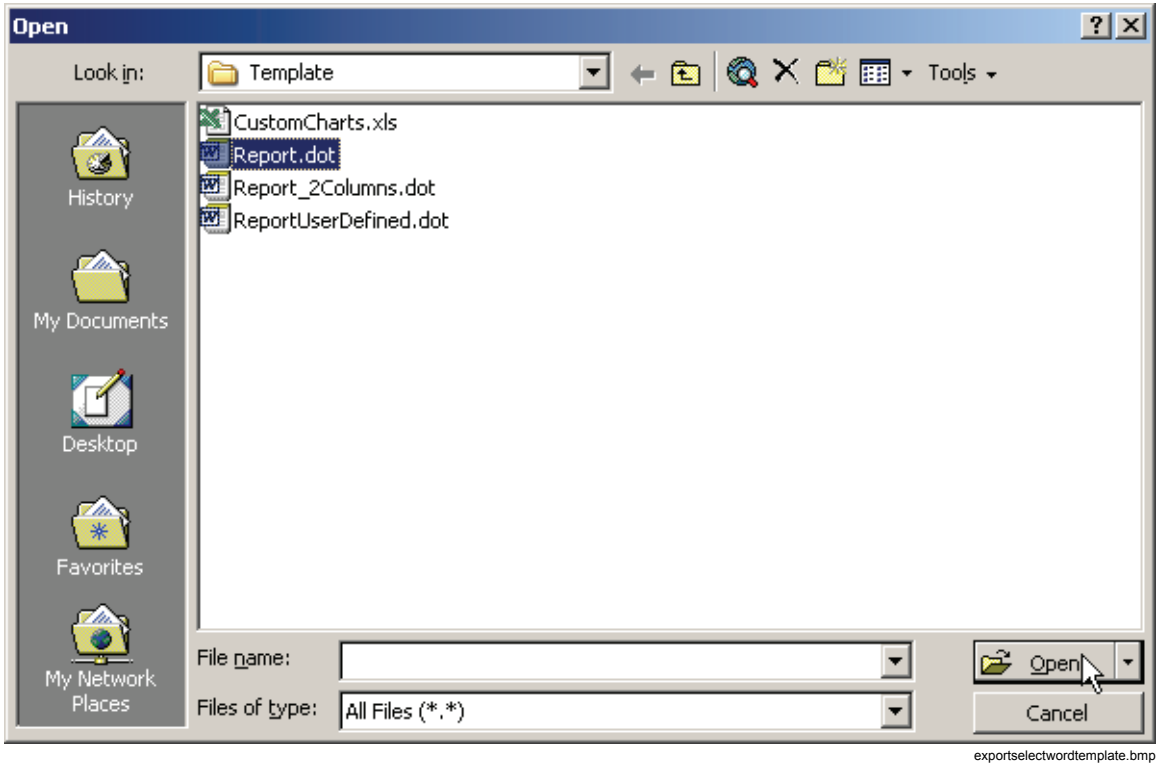 Open
Look in:
Template
Tools
CustomCharts.xls
Report.dot
Report_2Columns.dot
ReportUserDefined.dot
History
My Documents
Desktop
Favorites
My Network
Places
File name:
Open
Files of type:
All Files (*.*)
Cancel
exportselectwordtemplate.bmp